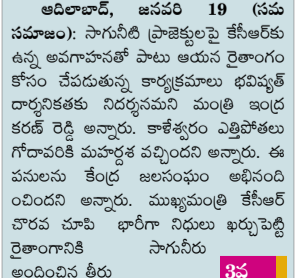 ఆదిలాబాద్, జనవరి 19 (సమ
సమాజం): సాగునీటి ప్రాజెక్టులపై కేసీఆర్‌కు
ఉన్న అవగాహనతో పాటు ఆయన రైతాంగం
కోసం చేపడుతున్న కార్యక్రమాలు భవిష్యత్
దార్శనికతకు నిదర్శనమని మంత్రి ఇంద్ర
కరణ్ రెడ్డి అన్నారు. కాళేశ్వరం ఎత్తిపోతలు
గోదావరికి మహర్దశ వచ్చిందని అన్నారు. ఈ
పనులను కేంద్ర జలసంఘం అభినంది
చిందని అన్నారు. ముఖ్యమంత్రి కేసీఆర్
చొరవ చూపి భారీగా నిధులు ఖర్చుపెట్టి
రైతాంగానికి సాగునీరు
అందించిన తీరు 3వ